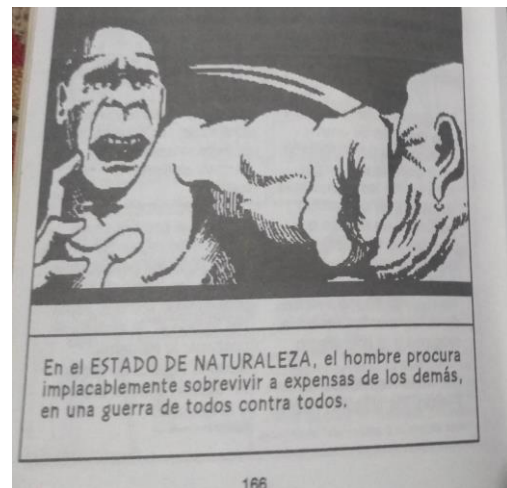 En el ESTADO DE NATURALEZA, el hombre procura
implacablemente sobrevivir a expensas de los demás,
en una guerra de todos contra todos.
166